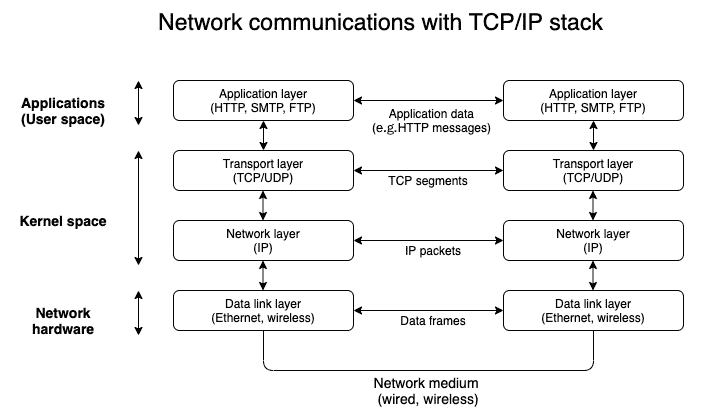 Network communications with TCP/IP stack
Applications
(User space)
Application layer
(HTTP, SMTP, FTP)
Application data
(e.g.HTTP messages)
Application layer
(HTTP, SMTP, FTP)
Kernel space
Transport layer
(TCP/UDP)
TCP segments
Transport layer
(TCP/UDP)
Network layer
(IP)
IP packets
Network layer
(IP)
Network
hardware
Data link layer
(Ethernet, wireless)
Data frames
Data link layer
(Ethernet, wireless)
Network medium
(wired, wireless)